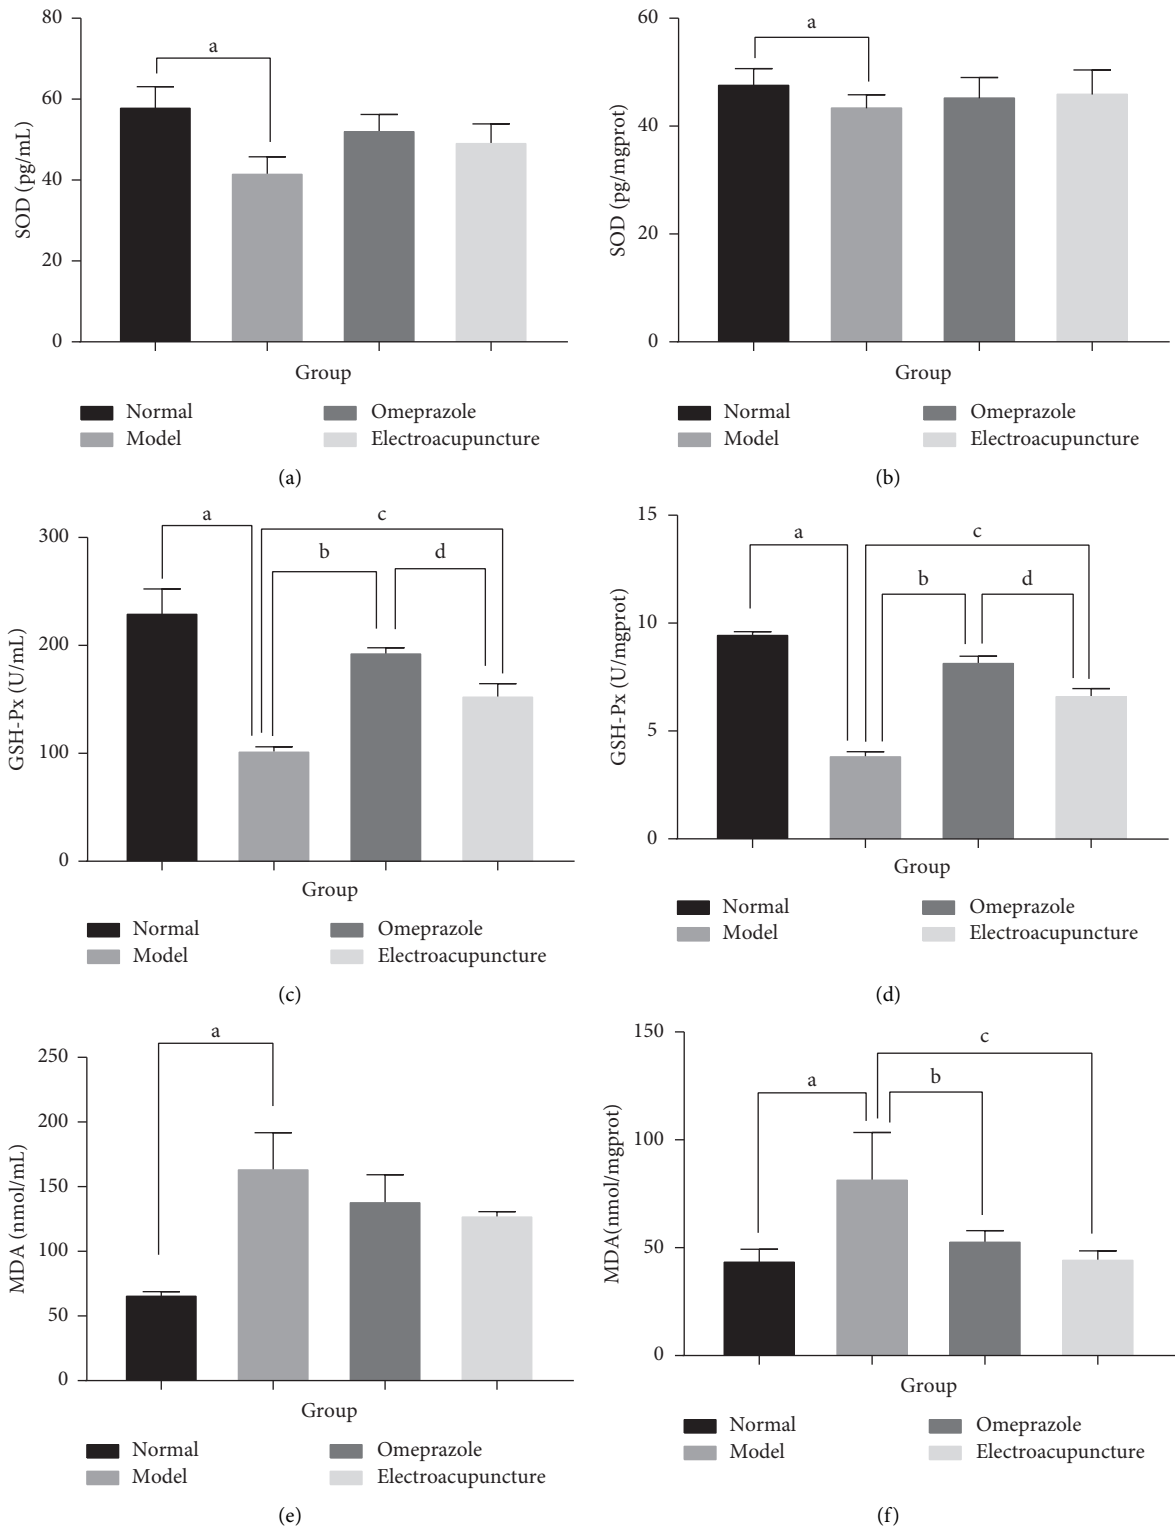 80
60
40
20
0
SOD (pg/mL)
a
Group
Normal
Model
Omeprazole
Electroacupuncture
(a)
60
40
20
0
SOD (pg/mgprot)
a
Group
Normal
Model
Omeprazole
Electroacupuncture
(b)
300
200
100
0
GSH-Px (U/mL)
a
c
b
d
Group
Normal
Model
Omeprazole
Electroacupuncture
(c)
15
10
5
0
GSH-Px (U/mgprot)
a
c
b
d
Group
Normal
Model
Omeprazole
Electroacupuncture
(d)
250
200
150
100
50
0
MDA (nmol/mL)
a
Group
Normal
Model
Omeprazole
Electroacupuncture
(e)
150
100
50
0
MDA(nmol/mgprot)
c
a
b
Group
Normal
Model
Omeprazole
Electroacupuncture
(f)